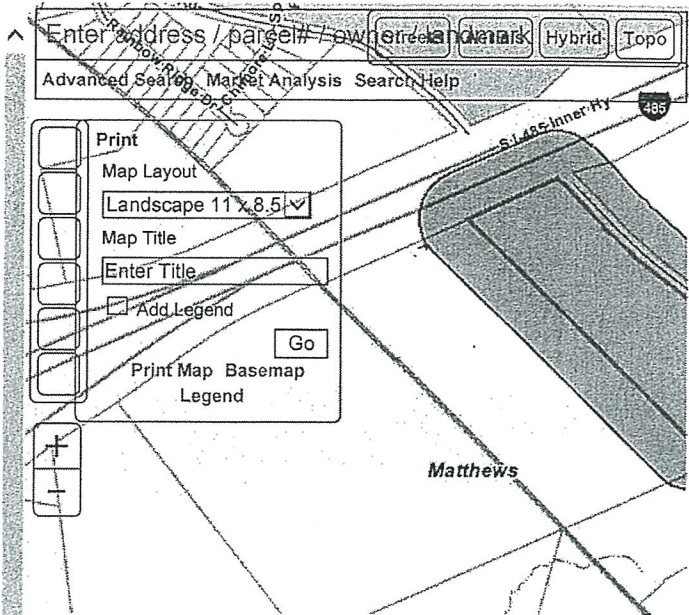 Enter address / parcel# / owner / landmark
Streets
Hybrid
Topo
Advanced Search Market Analysis Search Help
Rainbow Ridge Dr
485
S I-485 Inner Hy
Print
Map Layout
Landscape 11 x 8.5
Map Title
Enter Title
Add Legend
Go
Print Map Basemap
Legend
+
−
Matthews